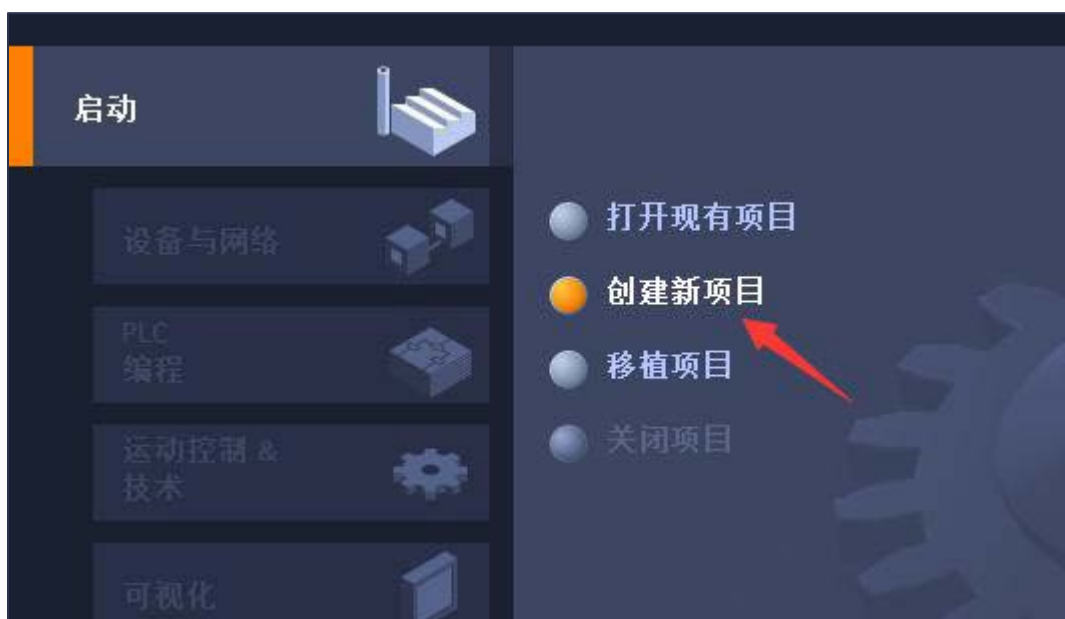 启动
设备与网络
PLC
编程
运动控制 &
技术
可视化
打开现有项目
创建新项目
移植项目
关闭项目